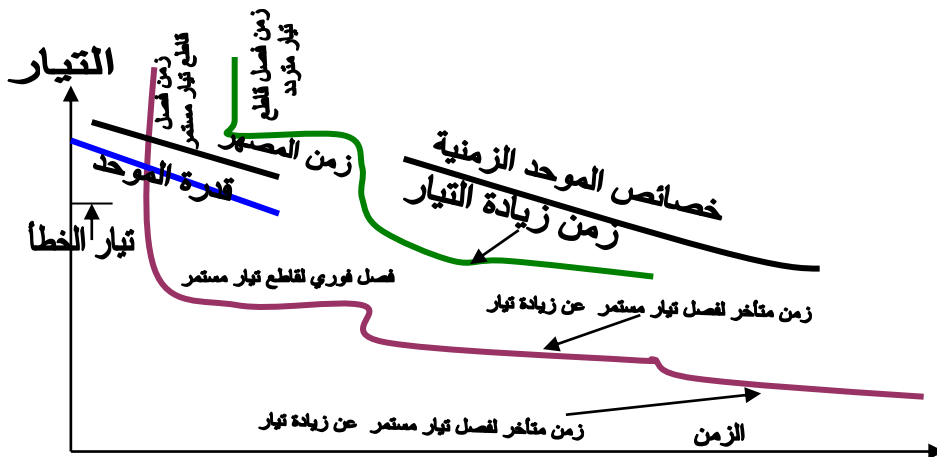 التيار
زمن فصل
قاطع تيار مستمر
زمن فصل قاطع
تيار متردد
زمن المصهر
قدرة الموحد
تيار الخطأ
خصائص الموحد الزمنية
زمن زيادة التيار
فصل فوري لقاطع تيار مستمر
زمن متأخر لفصل تيار مستمر عن زيادة تيار
زمن متأخر لفصل تيار مستمر عن زيادة تيار
الزمن